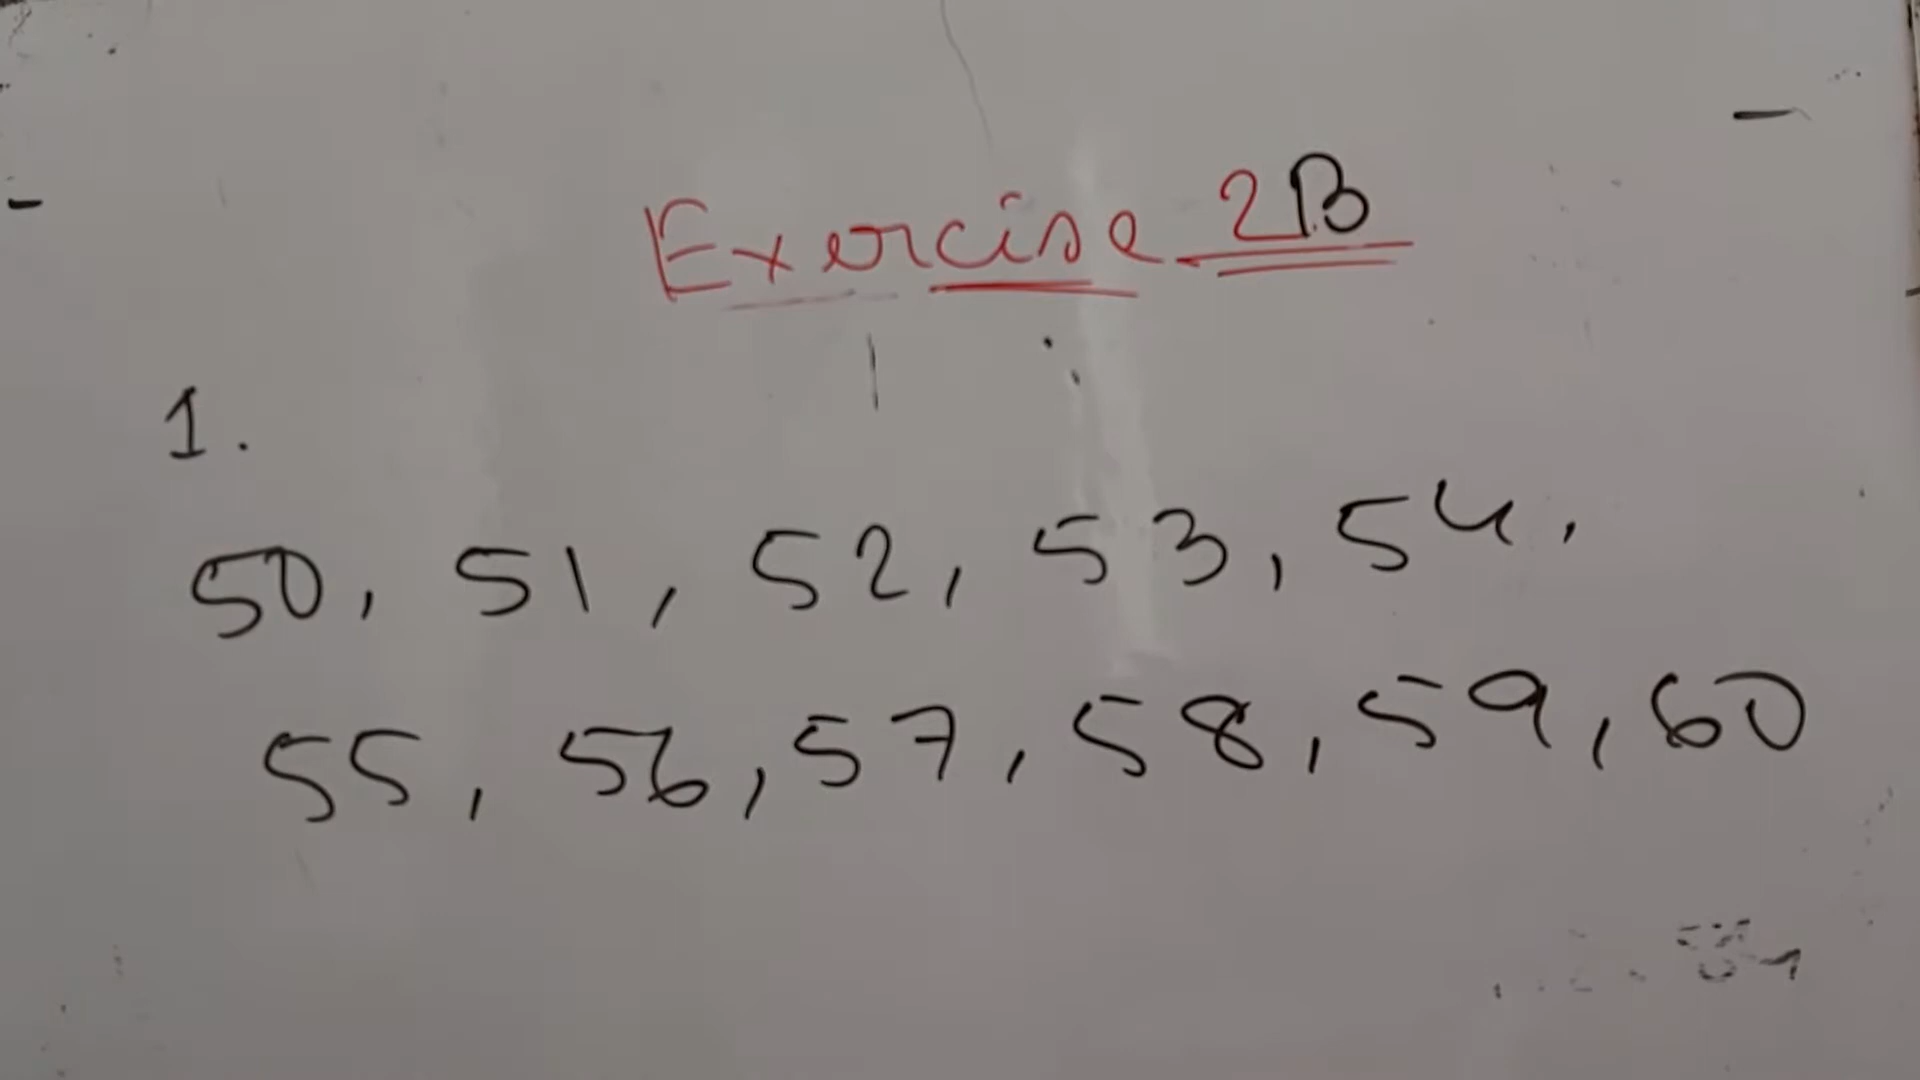 Exercise 2B
1.
50, 51, 52, 53, 54,
55, 56, 57, 58, 59, 60